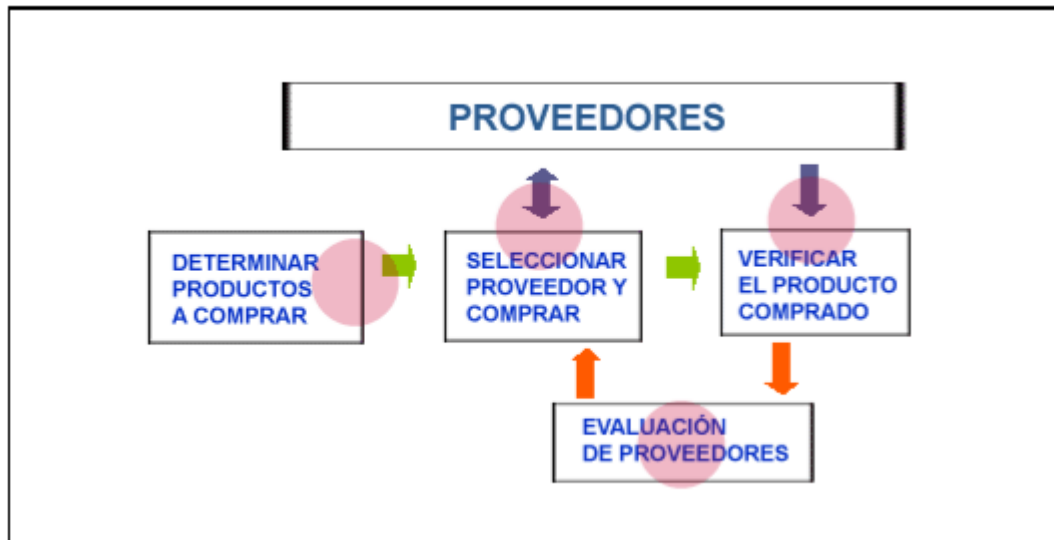 PROVEEDORES
DETERMINAR
PRODUCTOS
A COMPRAR
SELECCIONAR
PROVEEDOR Y
COMPRAR
VERIFICAR
EL PRODUCTO
COMPRADO
EVALUACIÓN
DE PROVEEDORES